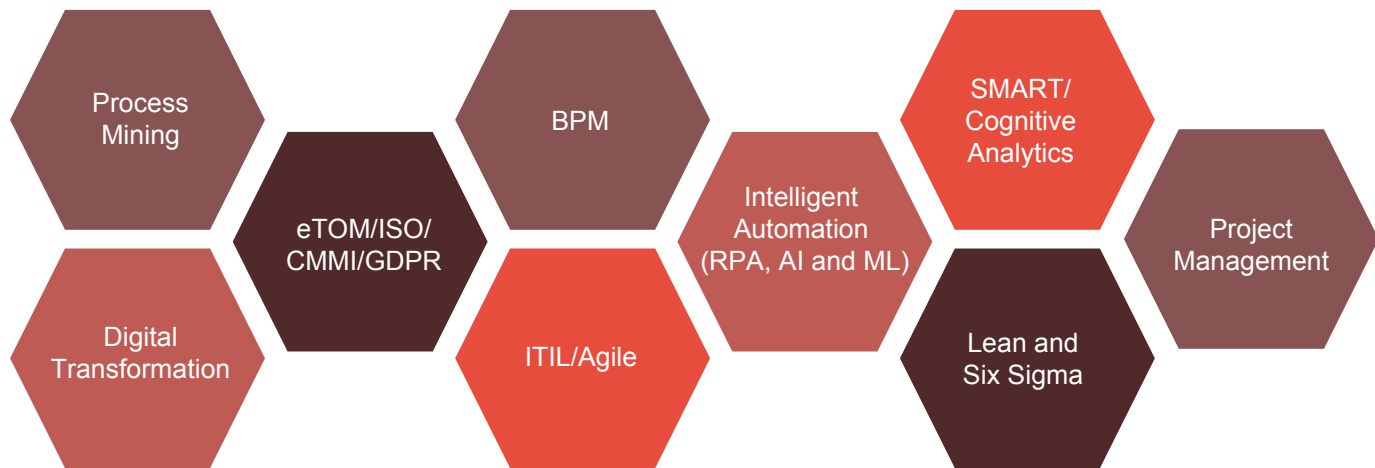 Process
Mining
Digital
Transformation
eTOM/ISO/
CMMI/GDPR
BPM
ITIL/Agile
Intelligent
Automation
(RPA, AI and ML)
SMART/
Cognitive
Analytics
Lean and
Six Sigma
Project
Management